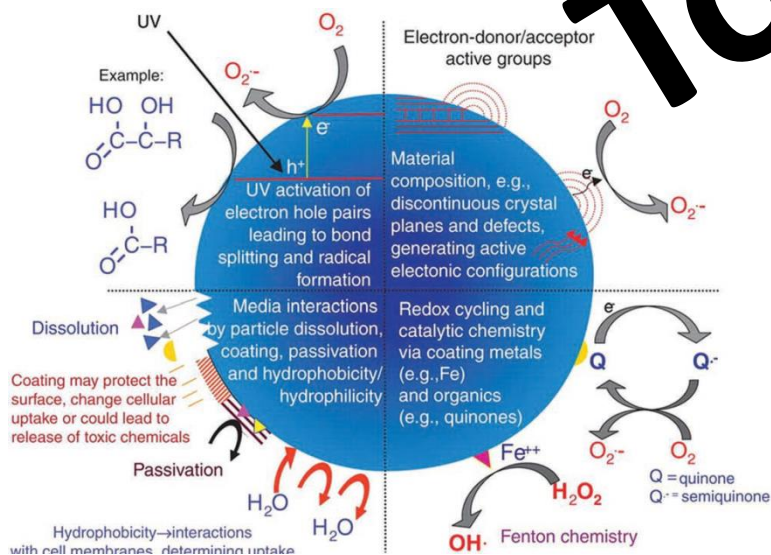 UV
O₂
O₂·-
Example:
HO OH
O C-C-R
HO
O C-R
e-
h⁺
UV activation of
electron hole pairs
leading to bond
splitting and radical
formation
Electron-donor/acceptor
active groups
Material
composition, e.g.,
discontinuous crystal
planes and defects,
generating active
electonic configurations
e-
O₂
O₂·-
Dissolution
Media interactions
by particle dissolution,
coating, passivation
and hydrophobicity/
hydrophilicity
Coating may protect the
surface, change cellular
uptake or could lead to
release of toxic chemicals
Passivation
H₂O
H₂O
Hydrophobicity→interactions
with cell membranes, determining uptake
Redox cycling and
catalytic chemistry
via coating metals
(e.g.,Fe)
and organics
(e.g., quinones)
e-
Q
Q·-
O₂·-
O₂
Q = quinone
Q·- = semiquinone
Fe⁺⁺
H₂O₂
OH·
Fenton chemistry